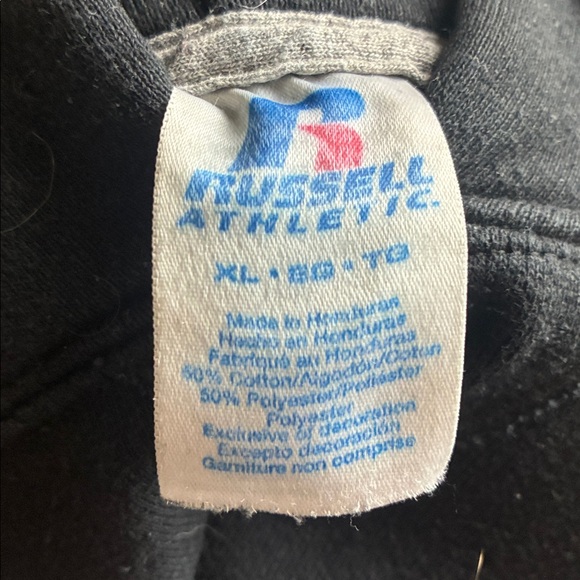 R
RUSSELL
ATHLETIC.
XL • EG • TG
Made in Honduras
Hecho en Honduras
Fabriqué au Honduras
50% Cotton/Algodón/Coton
50% Polyester/Poliester
Polyester
Exclusive of decoration
Excepto decoración
Garniture non comprise